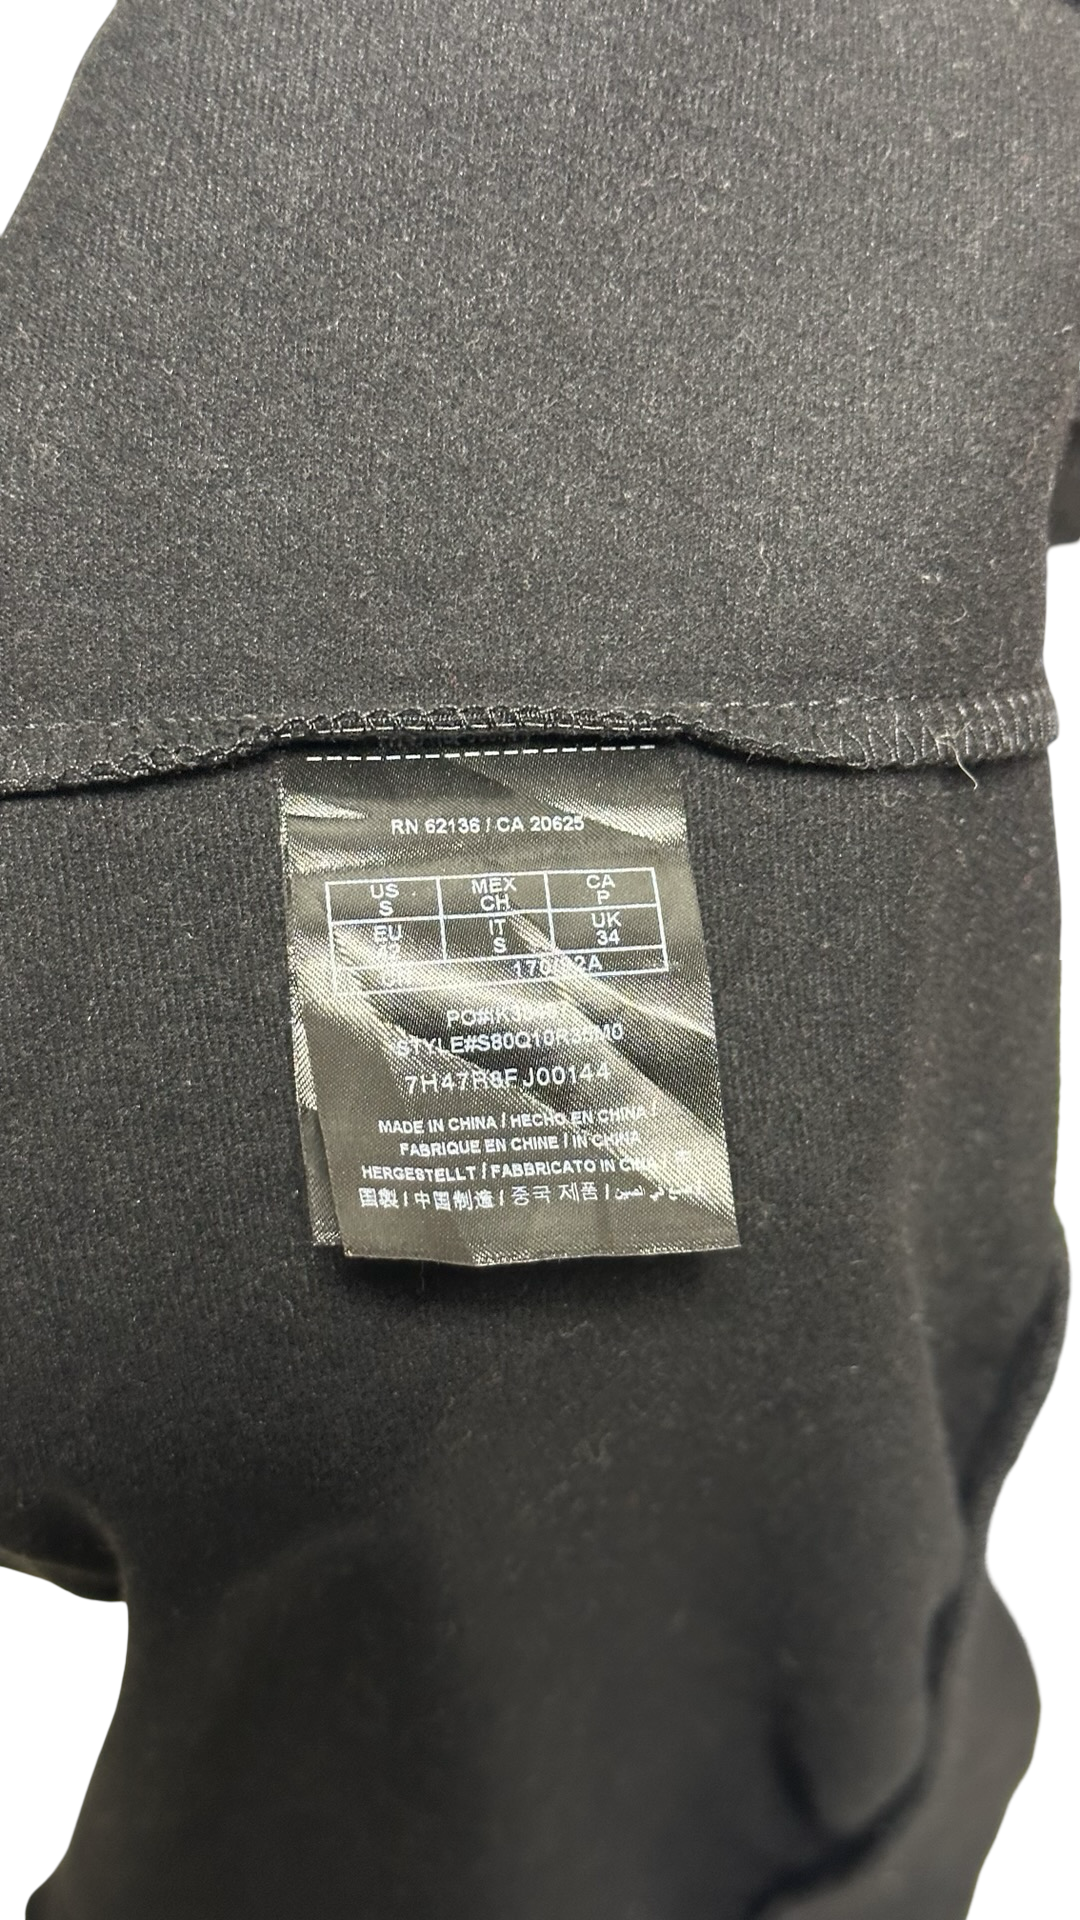 RN 62136 / CA 20625
US MEX CA
S CH P
EU IT UK
S 34
STYLE#S80Q10R
7H47R8FJ00144
MADE IN CHINA / HECHO EN CHINA /
FABRIQUE EN CHINE / IN CHINA
HERGESTELLT / FABBRICATO IN
国製 / 中国制造 / 중국 제품 /